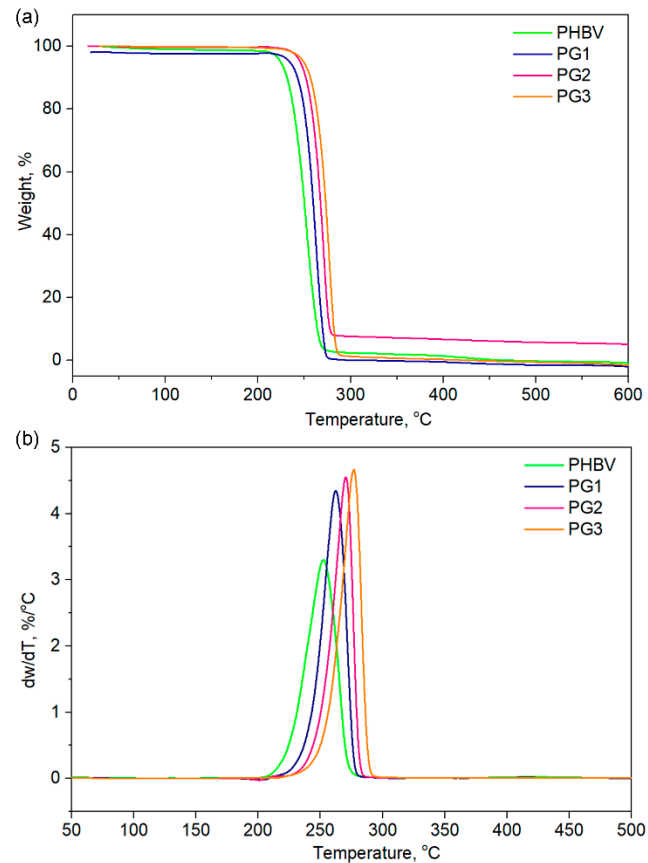 (a)
PHBV
PG1
PG2
PG3
100
80
60
40
20
0
Weight, %
0 100 200 300 400 500 600
Temperature, °C
(b)
PHBV
PG1
PG2
PG3
5
4
3
2
1
0
dw/dT, %/°C
50 100 150 200 250 300 350 400 450 500
Temperature, °C